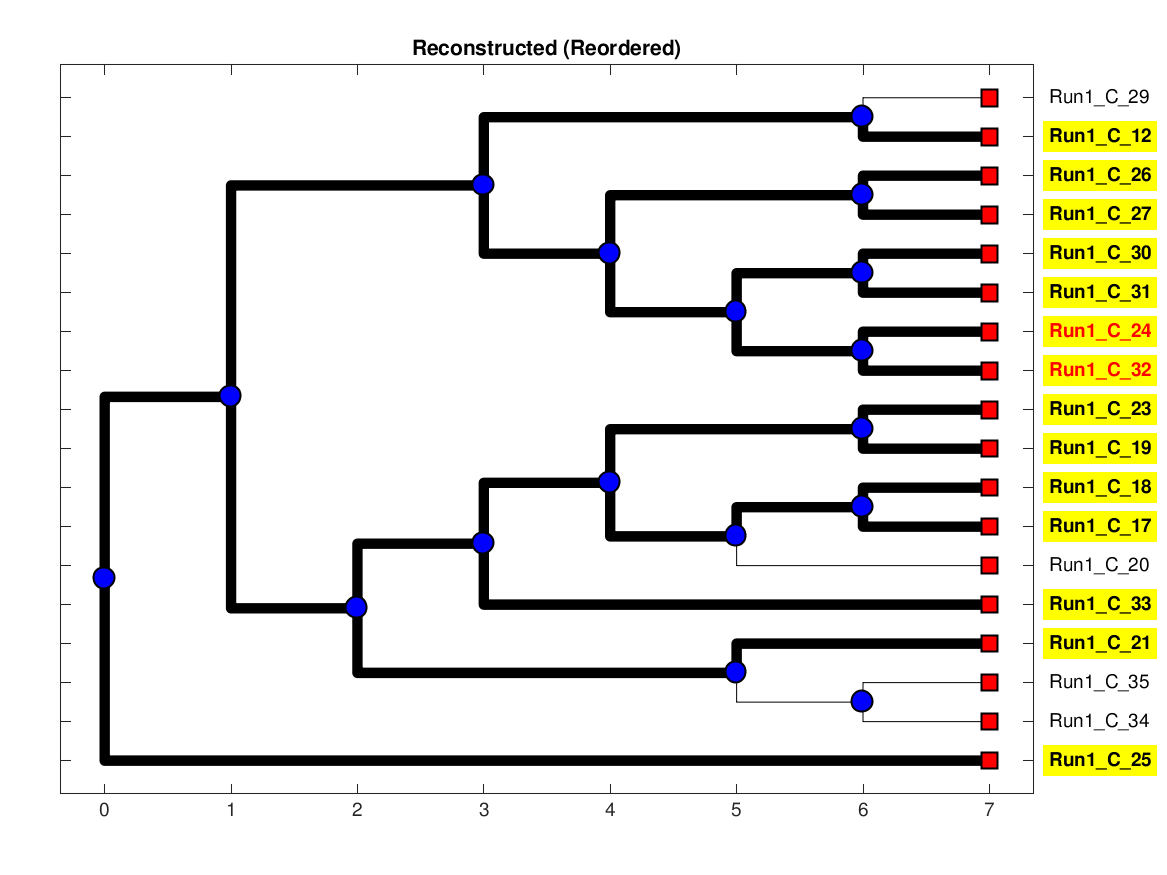 Reconstructed (Reordered)
Run1_C_29
Run1_C_12
Run1_C_26
Run1_C_27
Run1_C_30
Run1_C_31
Run1_C_24
Run1_C_32
Run1_C_23
Run1_C_19
Run1_C_18
Run1_C_17
Run1_C_20
Run1_C_33
Run1_C_21
Run1_C_35
Run1_C_34
Run1_C_25
0 1 2 3 4 5 6 7